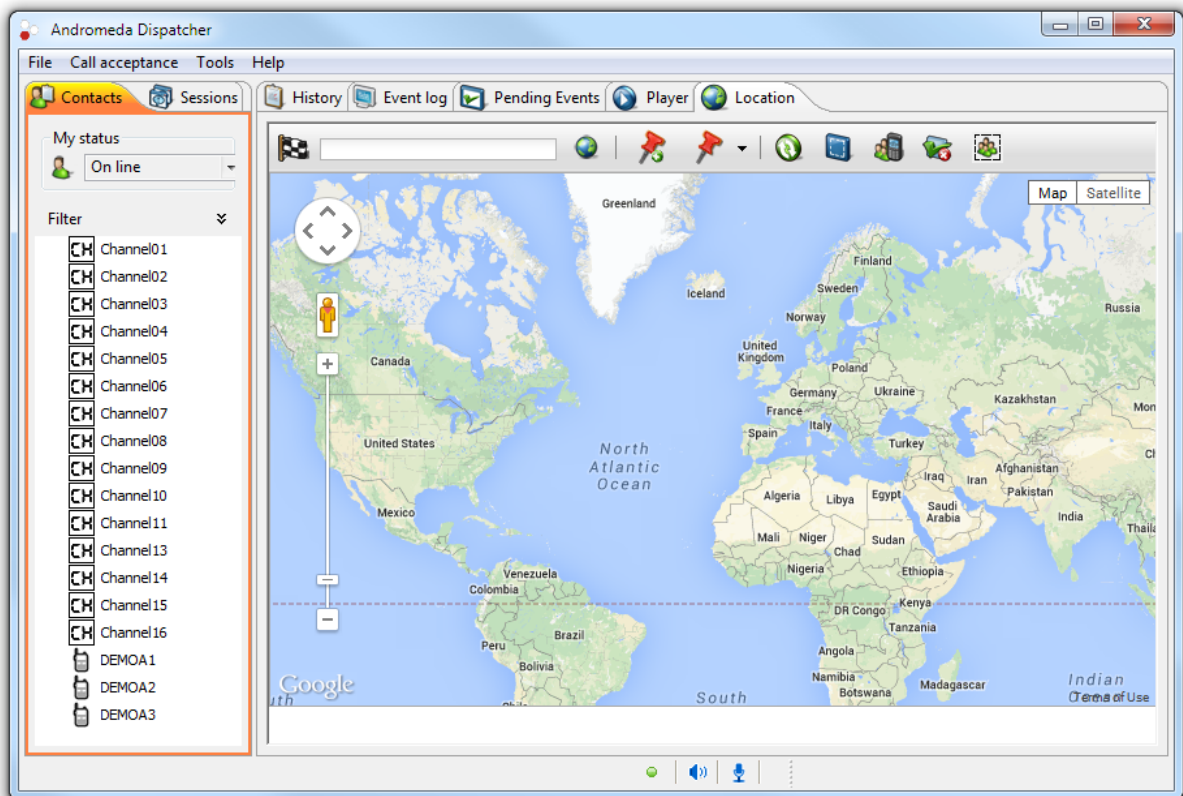 Andromeda Dispatcher
File Call acceptance Tools Help
Contacts Sessions History Event log Pending Events Player Location
My status
On line
Filter
Channel01
Channel02
Channel03
Channel04
Channel05
Channel06
Channel07
Channel08
Channel09
Channel10
Channel11
Channel13
Channel14
Channel15
Channel16
DEMOA1
DEMOA2
DEMOA3
Map Satellite
Greenland
Finland
Iceland
Sweden
Russia
Norway
United
Kingdom
Canada
Poland
Germany
Ukraine
Kazakhstan
France
Mon
Italy
Spain
United States
Turkey
North
Atlantic
Ocean
Afghanistan
Iraq
Iran
Pakistan
Algeria
Libya
Egypt
Saudi
Arabia
Mexico
India
Thaila
Mali
Niger
Sudan
Chad
Nigeria
Ethiopia
Venezuela
Colombia
Kenya
DR Congo
Tanzania
Brazil
Peru
Angola
Bolivia
Namibia
Botswana
Madagascar
Indian
Google
South
Terms of Use